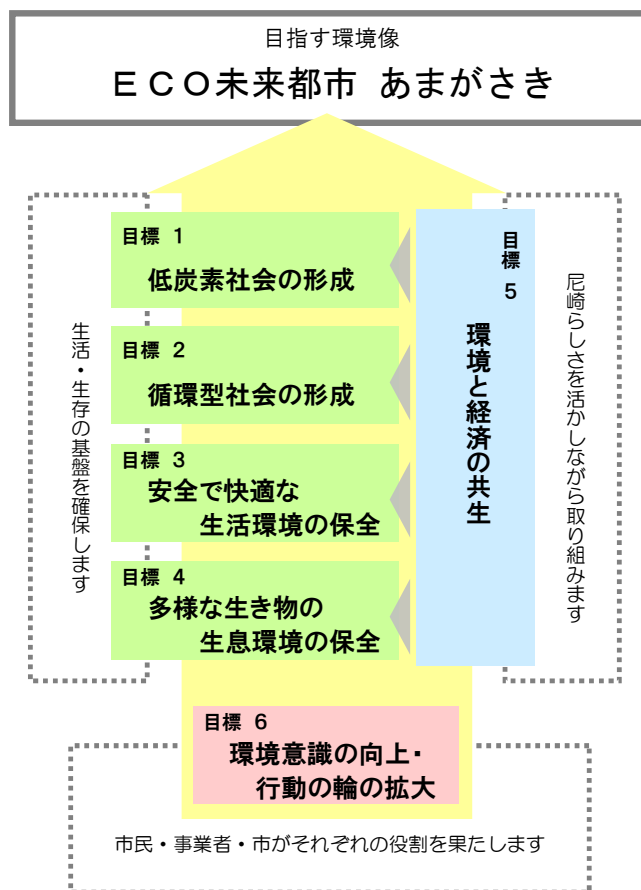 目指す環境像
ＥＣＯ未来都市 あまがさき
目標 1
低炭素社会の形成
目標 2
循環型社会の形成
目標 3
安全で快適な
生活環境の保全
目標 4
多様な生き物の
生息環境の保全
目標 5
環境と経済の共生
生活・生存の基盤を確保します
尼崎らしさを活かしながら取り組みます
目標 6
環境意識の向上・
行動の輪の拡大
市民・事業者・市がそれぞれの役割を果たします